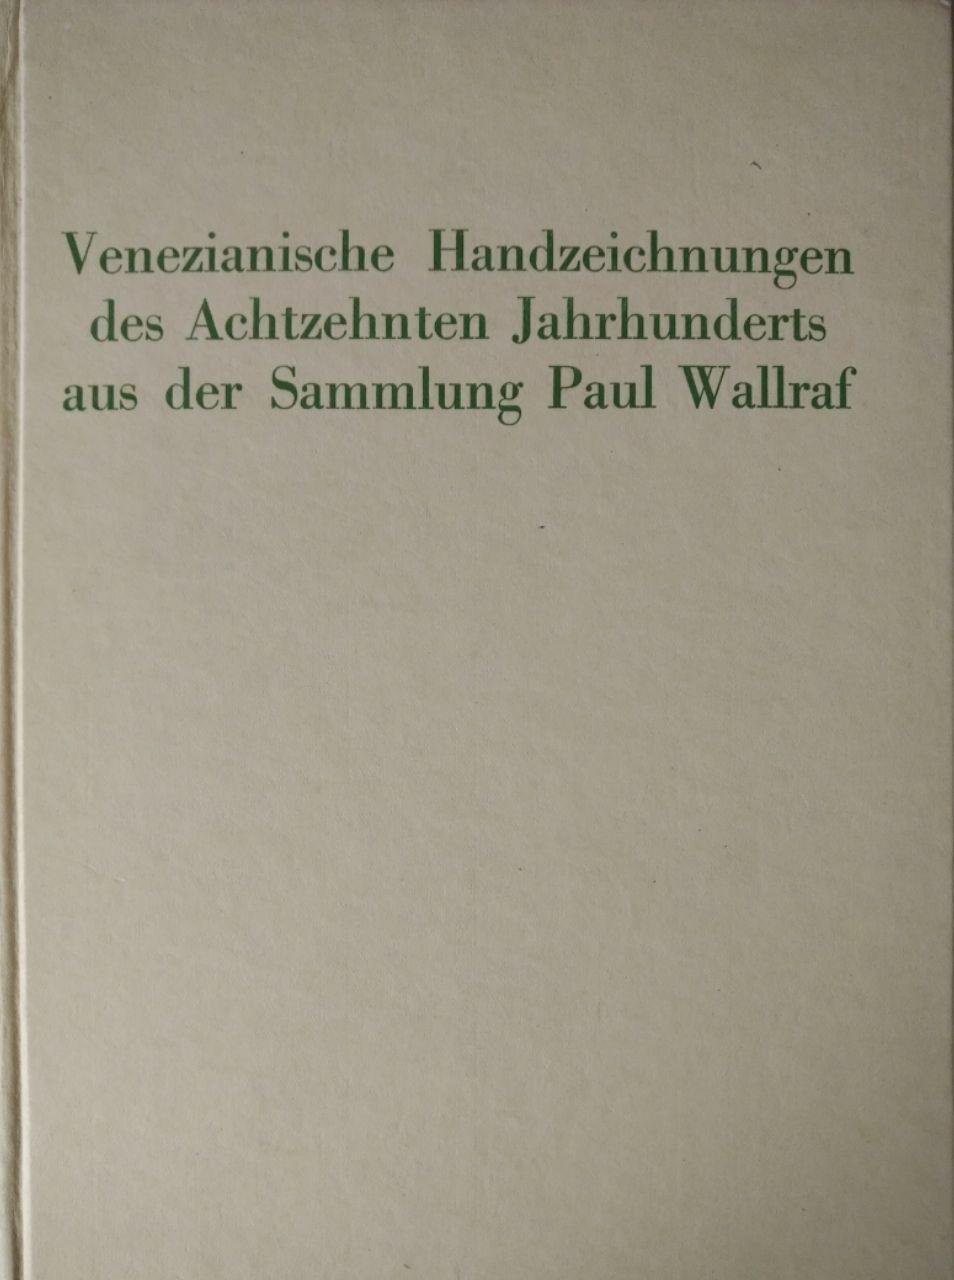 Venezianische Handzeichnungen
des Achtzehnten Jahrhunderts
aus der Sammlung Paul Wallraf